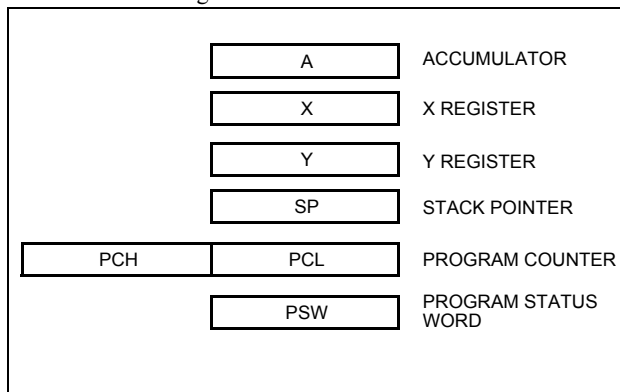 A ACCUMULATOR
X X REGISTER
Y Y REGISTER
SP STACK POINTER
PCH PCL PROGRAM COUNTER
PSW PROGRAM STATUS
WORD